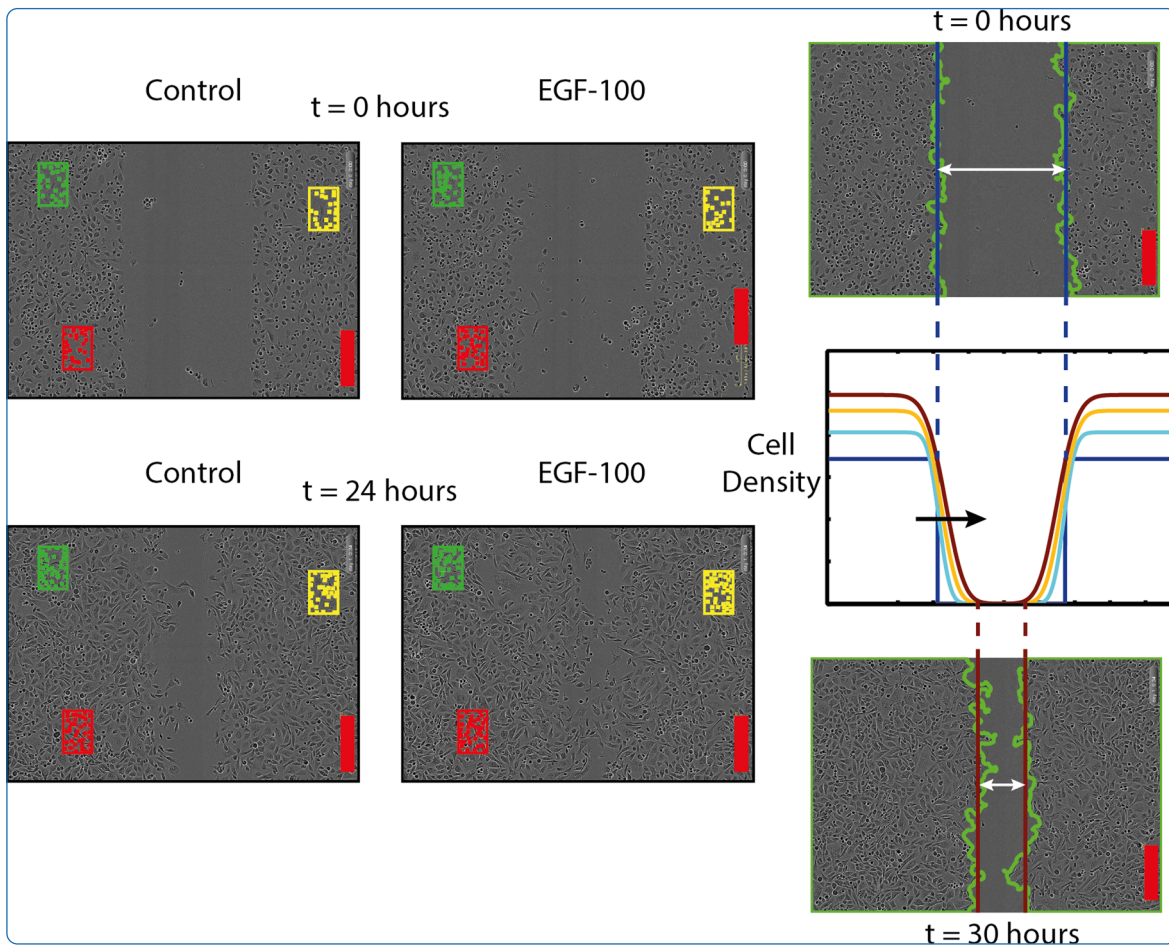 Control
EGF-100
t = 0 hours
t = 0 hours
Control
EGF-100
t = 24 hours
Cell
Density
t = 30 hours